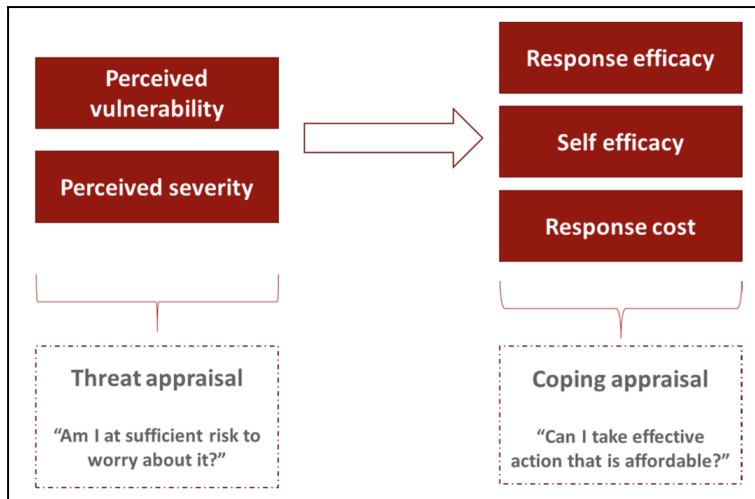 Perceived
vulnerability
Perceived severity
Threat appraisal
“Am I at sufficient risk to
worry about it?”
Response efficacy
Self efficacy
Response cost
Coping appraisal
“Can I take effective
action that is affordable?”